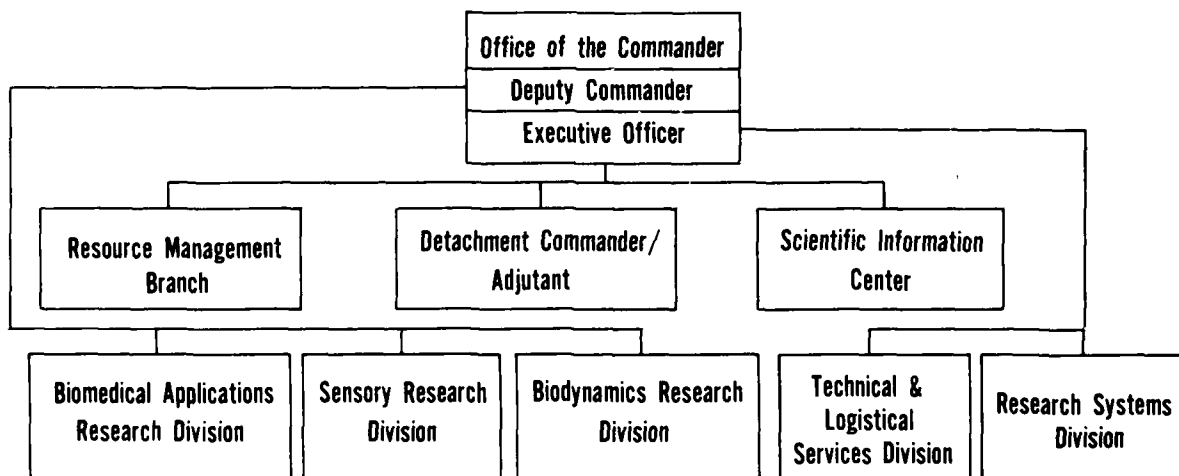 Office of the Commander
Deputy Commander
Executive Officer
Resource Management
Branch
Detachment Commander/
Adjutant
Scientific Information
Center
Biomedical Applications
Research Division
Sensory Research
Division
Biodynamics Research
Division
Technical &
Logistical
Services Division
Research Systems
Division